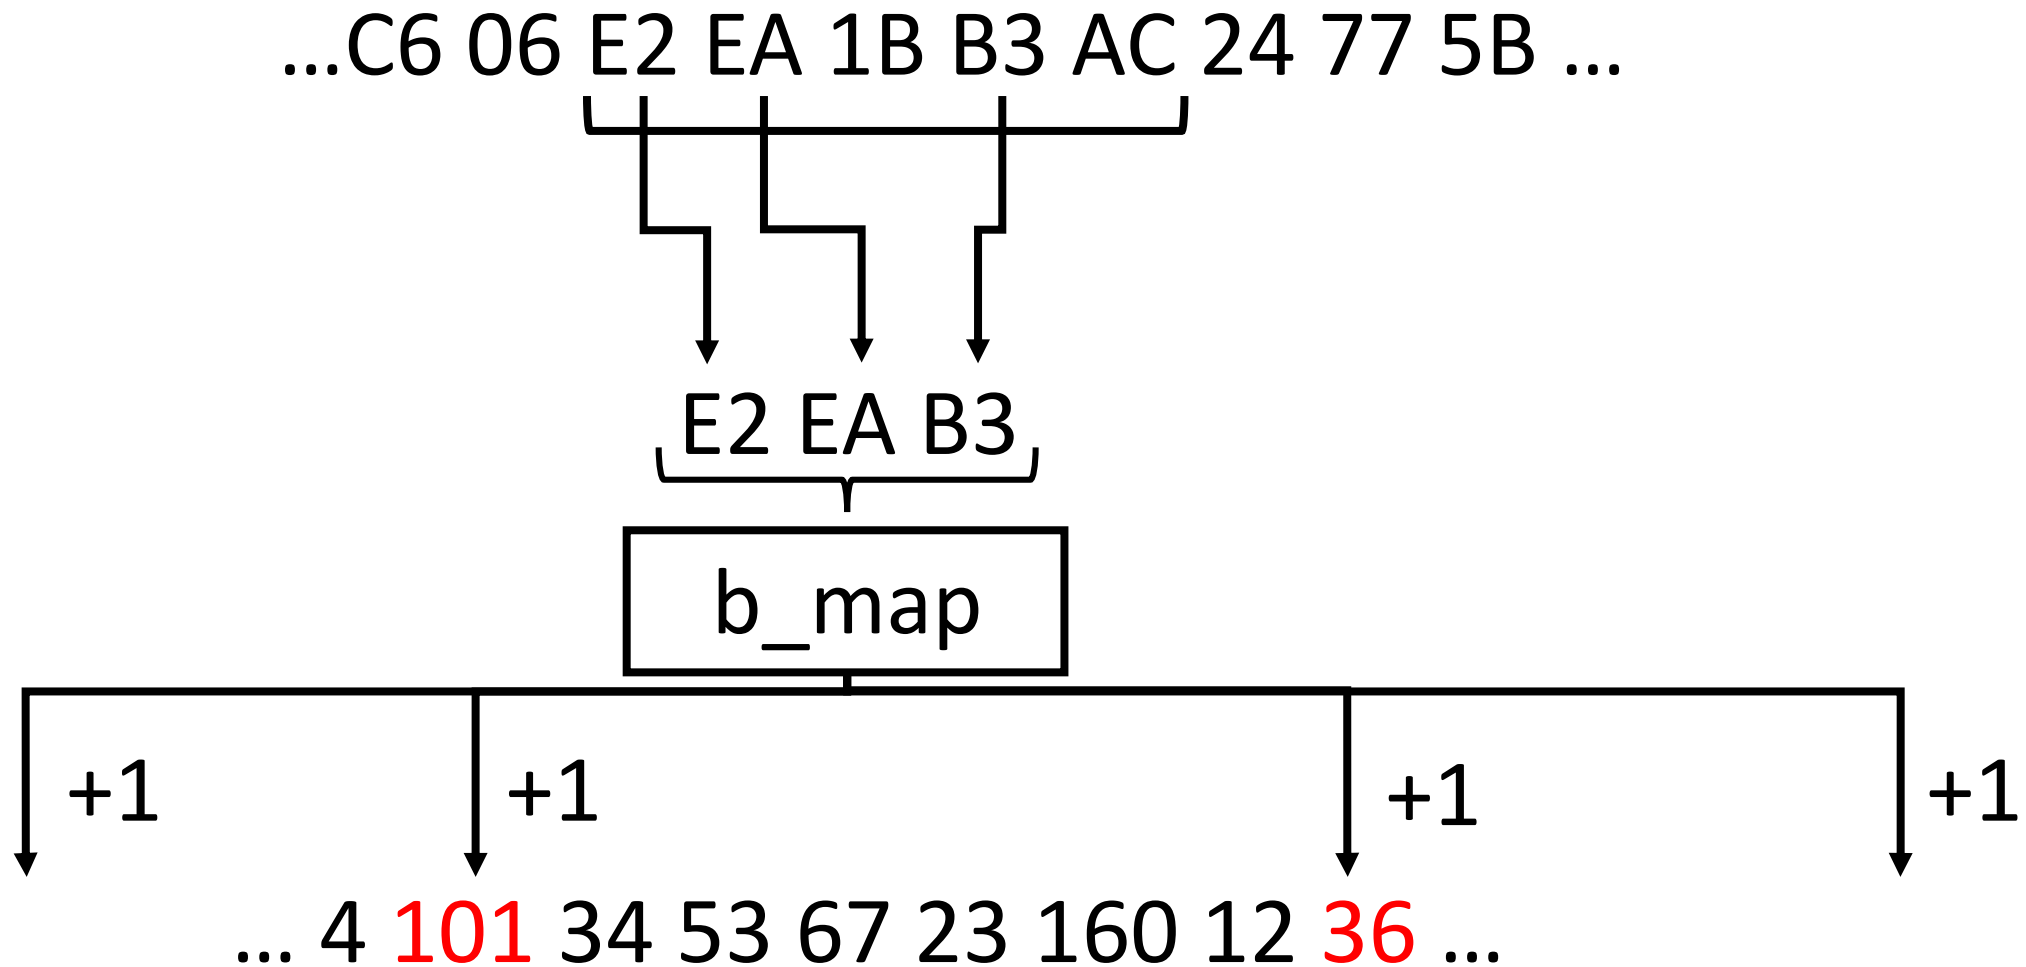 ...C6 06 E2 EA 1B B3 AC 24 77 5B ...
E2 EA B3
b_map
+1 +1 +1 +1
... 4 101 34 53 67 23 160 12 36 ...